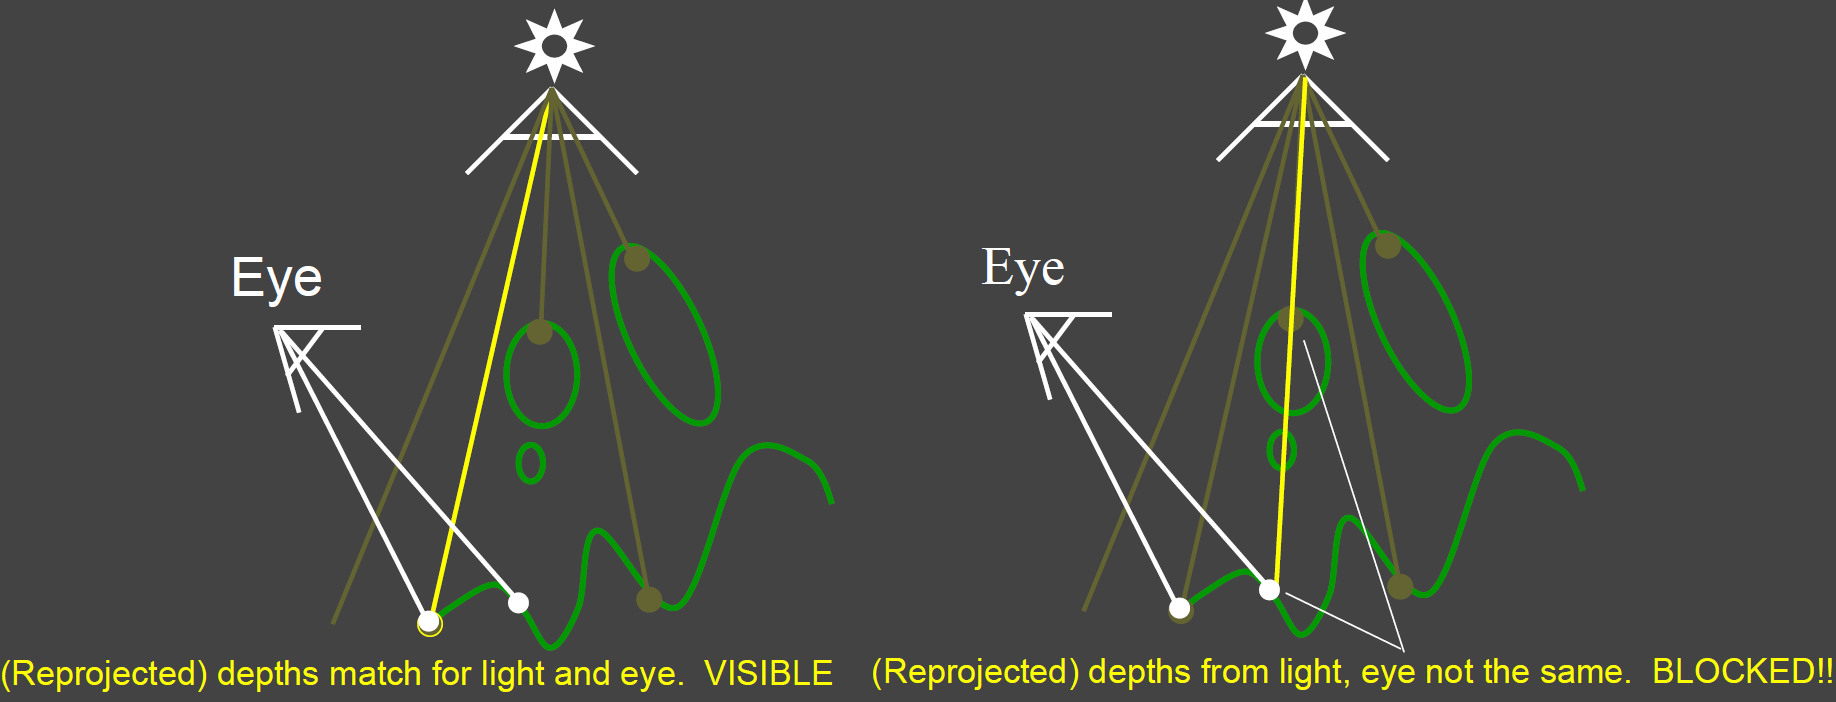 Eye
Eye
(Reprojected) depths match for light and eye.  VISIBLE
(Reprojected) depths from light, eye not the same.  BLOCKED!!